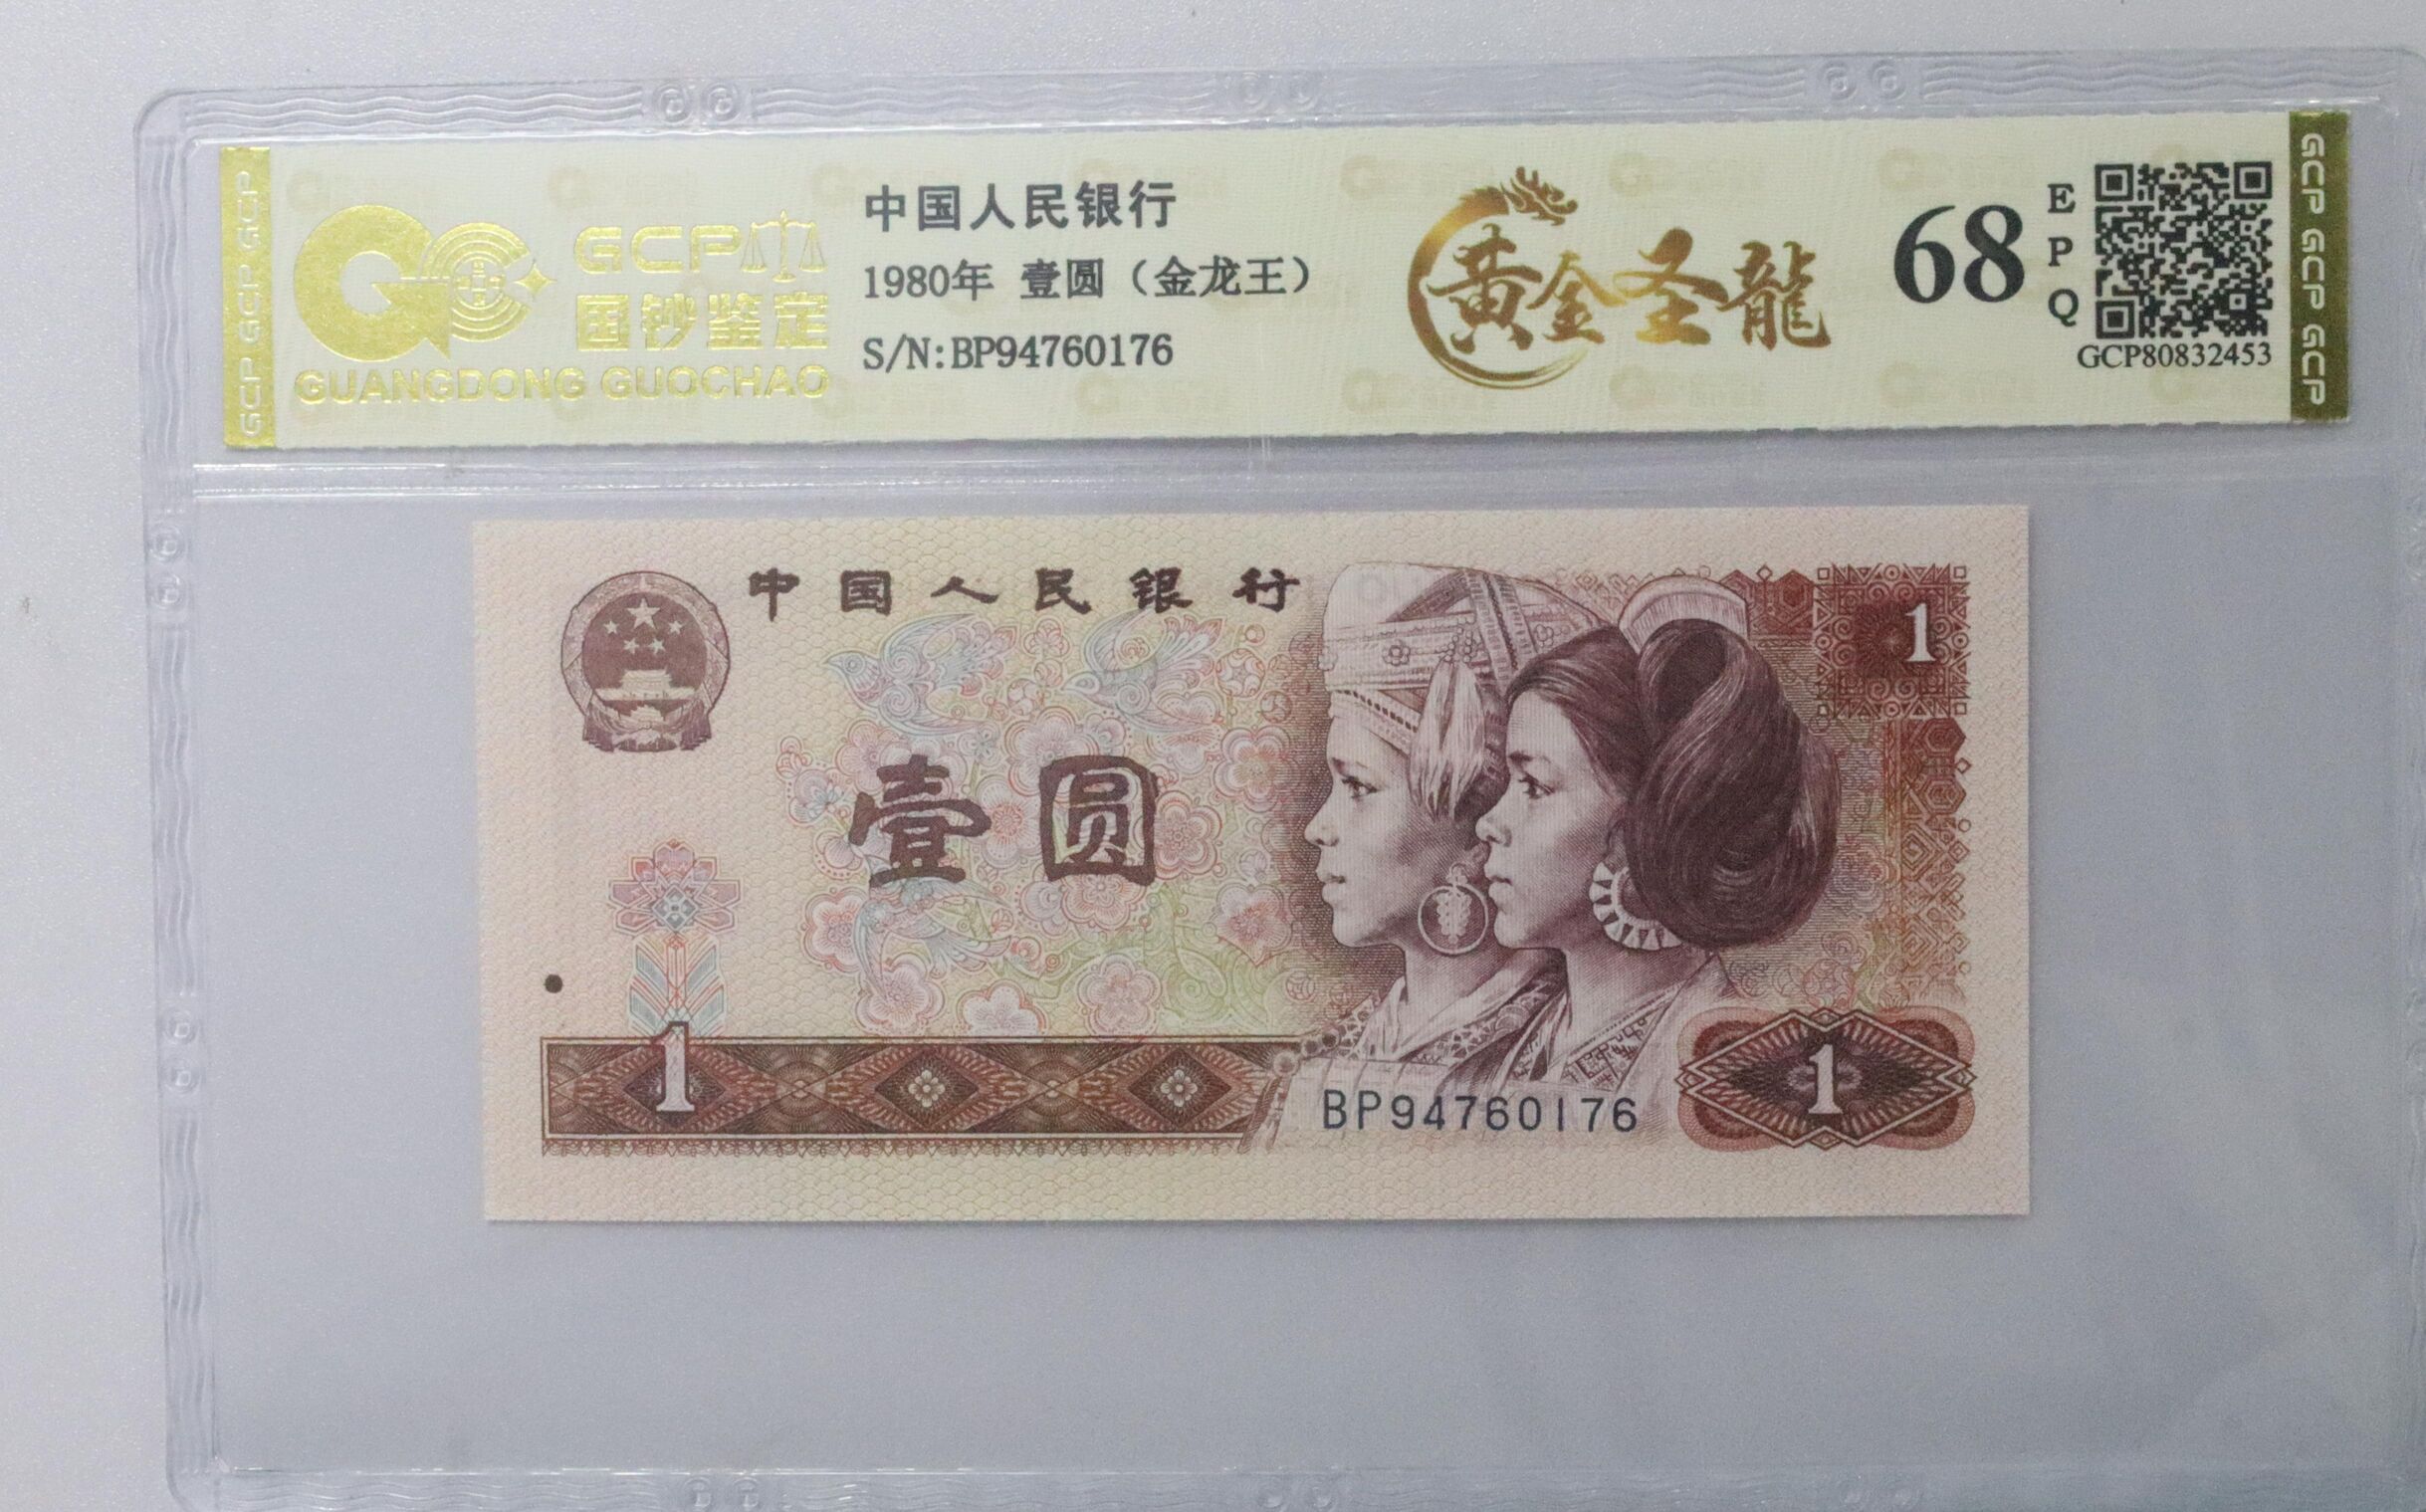 GCP GCP GCP
GCP
国钞鉴定
GUANGDONG GUOCHAO
中国人民银行
1980年 壹圆（金龙王）
S/N:BP94760176
黄金圣龍
68
E
P
Q
GCP80832453
GCP GCP GCP
中国人民银行
1
壹圆
1
BP94760176
1